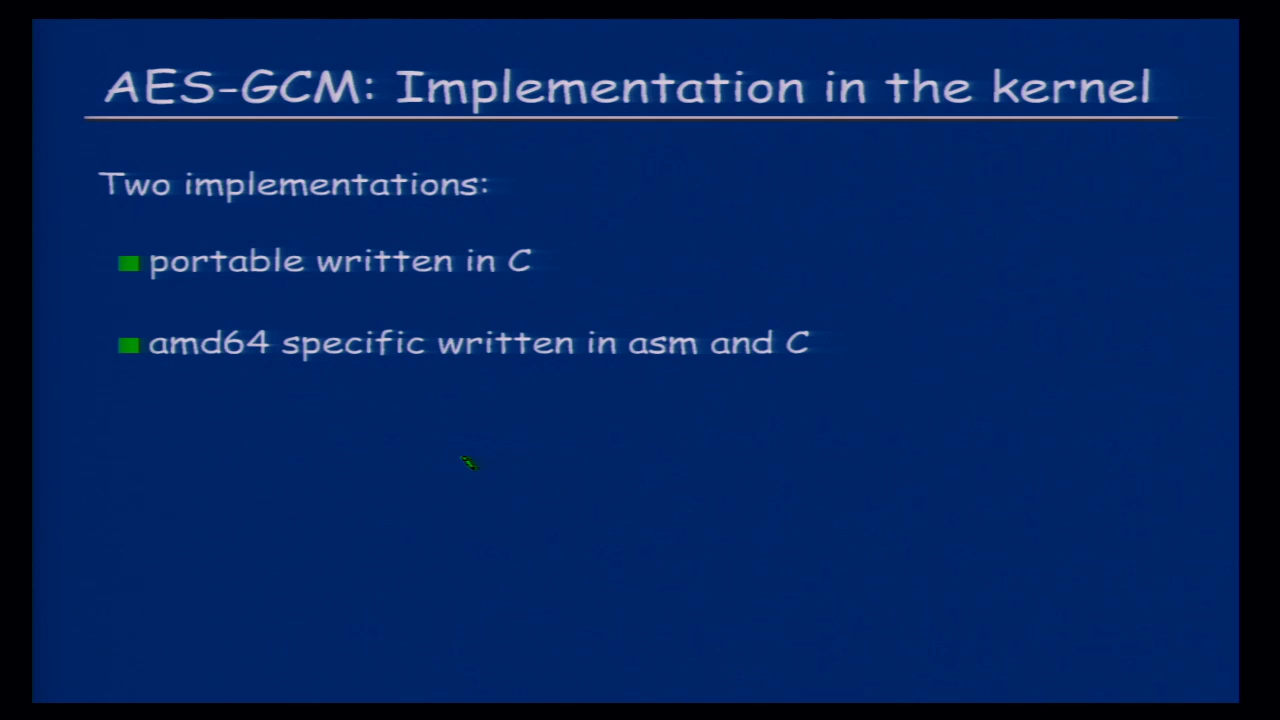 AES-GCM: Implementation in the kernel
Two implementations:
portable written in C
amd64 specific written in asm and C